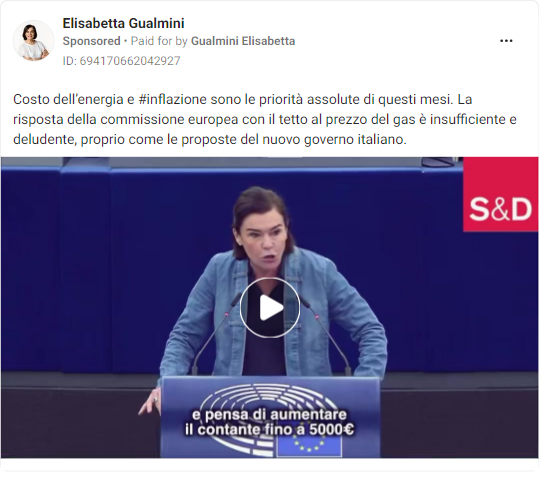 Elisabetta Gualmini
Sponsored • Paid for by Gualmini Elisabetta
ID: 694170662042927
Costo dell'energia e #inflazione sono le priorità assolute di questi mesi. La
risposta della commissione europea con il tetto al prezzo del gas è insufficiente e
deludente, proprio come le proposte del nuovo governo italiano.
S&D
e pensa di aumentare
il contante fino a 5000€